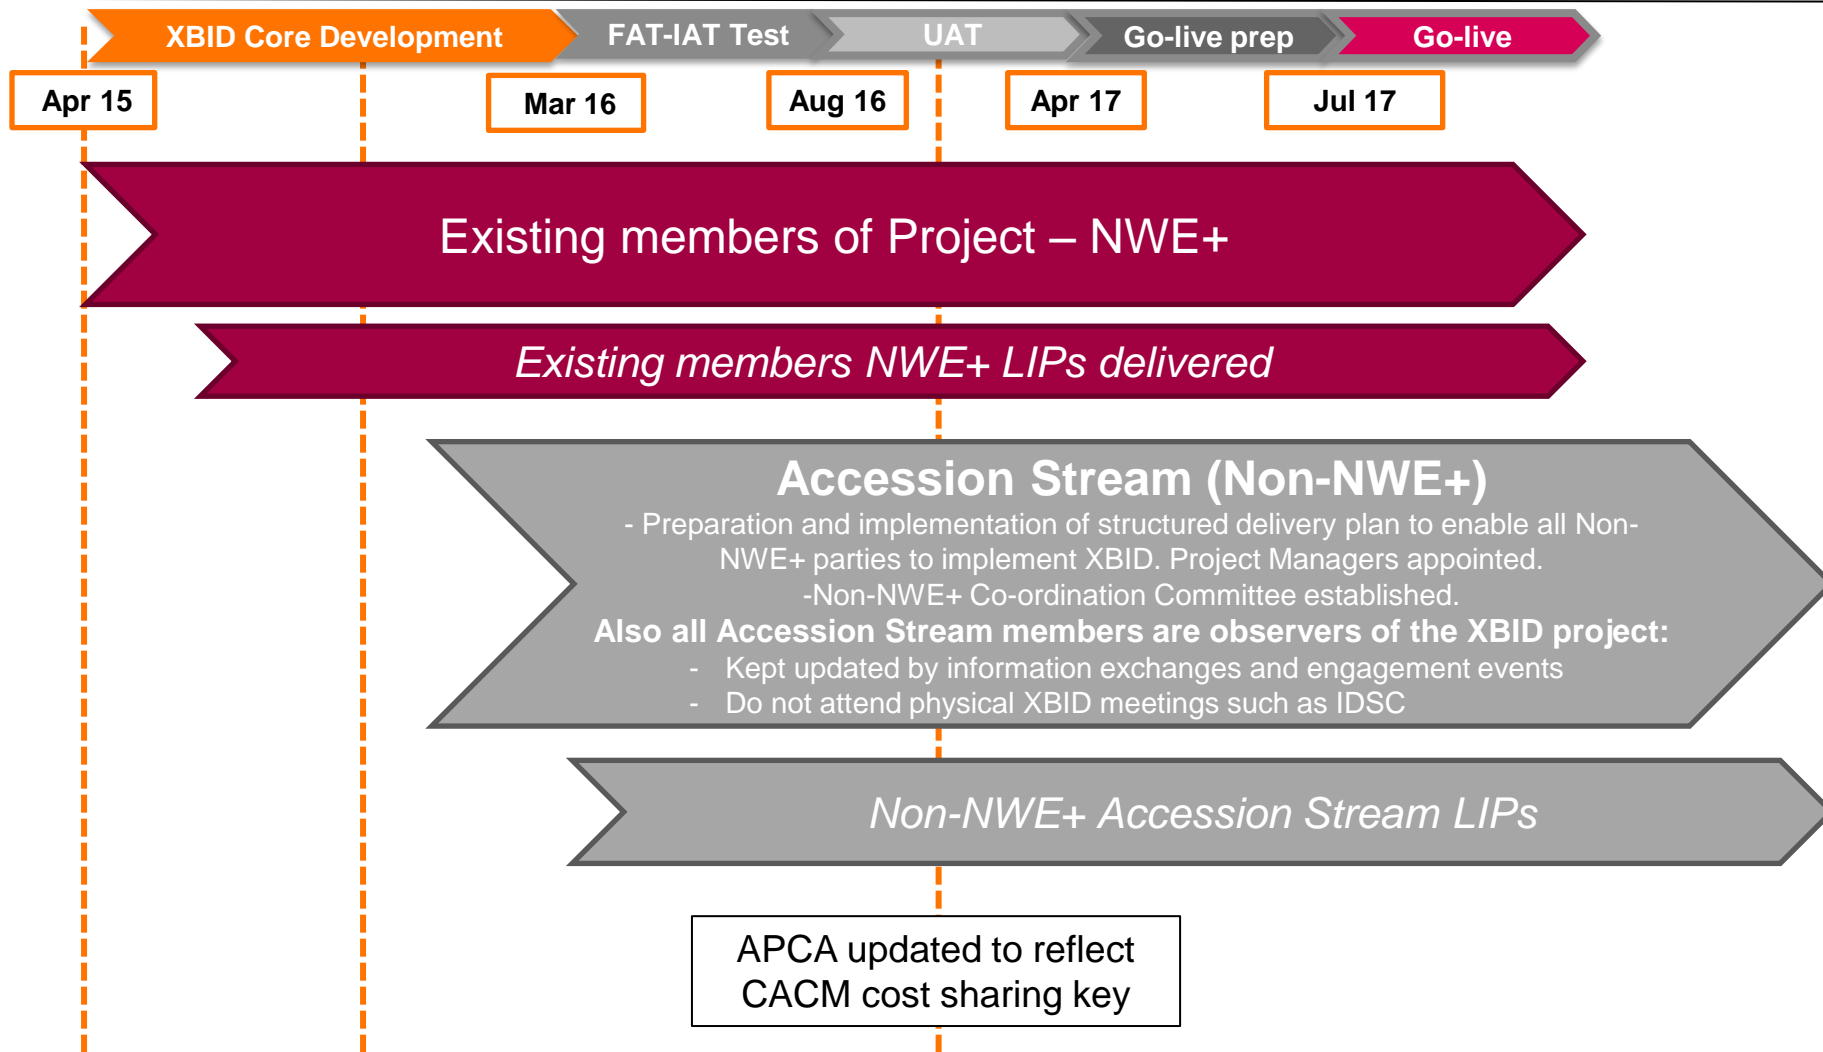 XBID Core Development
FAT-IAT Test
UAT
Go-live prep
Go-live
Apr 15
Mar 16
Aug 16
Apr 17
Jul 17
Existing members of Project – NWE+
Existing members NWE+ LIPs delivered
Accession Stream (Non-NWE+)
- Preparation and implementation of structured delivery plan to enable all Non-
NWE+ parties to implement XBID. Project Managers appointed.
-Non-NWE+ Co-ordination Committee established.
Also all Accession Stream members are observers of the XBID project:
- Kept updated by information exchanges and engagement events
- Do not attend physical XBID meetings such as IDSC
Non-NWE+ Accession Stream LIPs
APCA updated to reflect
CACM cost sharing key